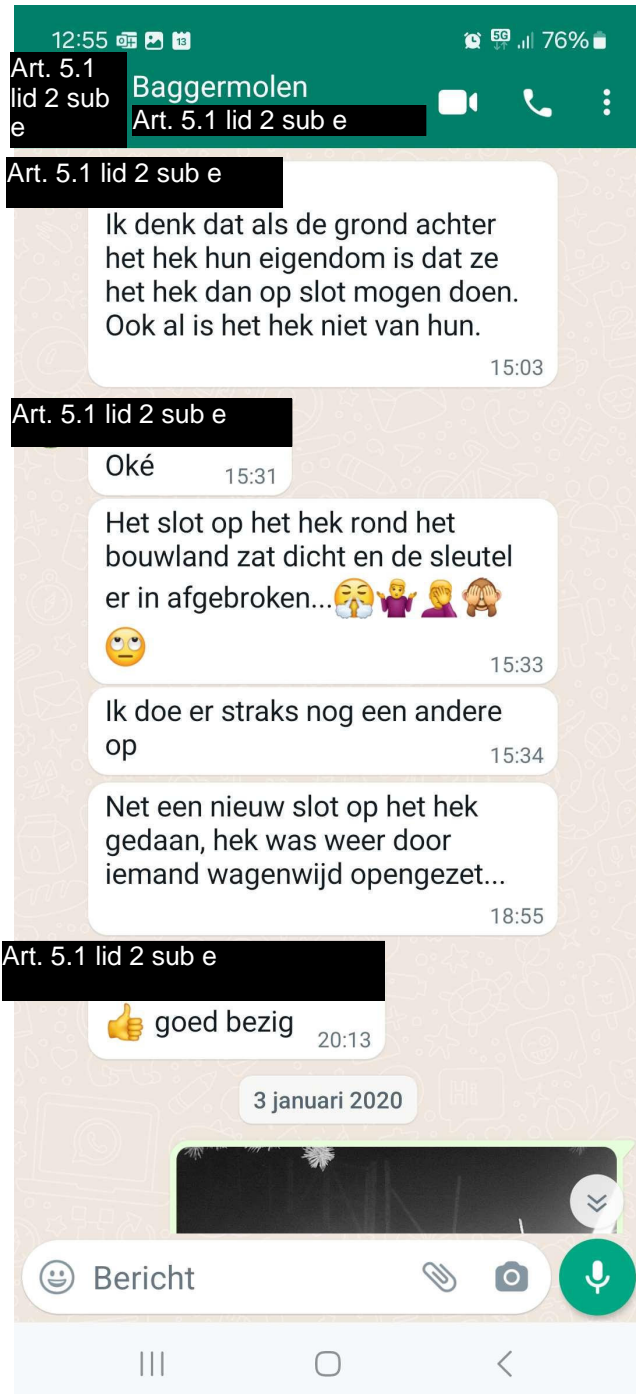 12:55 13 5G 76%
Art. 5.1
lid 2 sub
e
Baggermolen
Art. 5.1 lid 2 sub e
Art. 5.1 lid 2 sub e
Ik denk dat als de grond achter
het hek hun eigendom is dat ze
het hek dan op slot mogen doen.
Ook al is het hek niet van hun.
15:03
Art. 5.1 lid 2 sub e
Oké 15:31
Het slot op het hek rond het
bouwland zat dicht en de sleutel
er in afgebroken...😤🤷‍♂️🤦‍♂️🙈
🙄
15:33
Ik doe er straks nog een andere
op 15:34
Net een nieuw slot op het hek
gedaan, hek was weer door
iemand wagenwijd opengezet...
18:55
Art. 5.1 lid 2 sub e
👍 goed bezig 20:13
3 januari 2020
Bericht